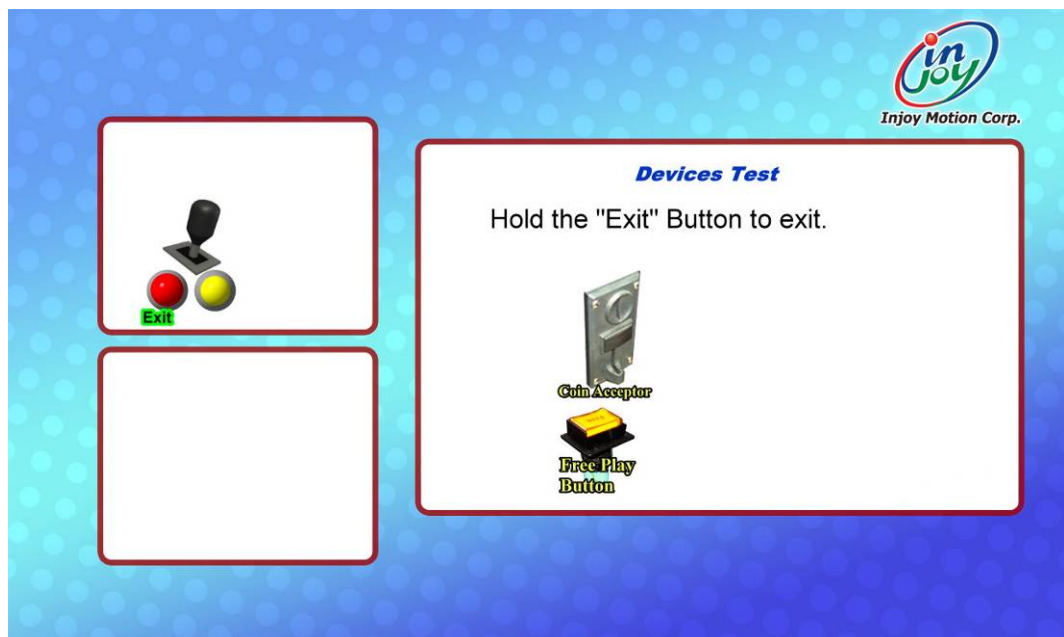 in
joy
Injoy Motion Corp.
Devices Test
Hold the "Exit" Button to exit.
Exit
Coin Acceptor
Free Play
Button